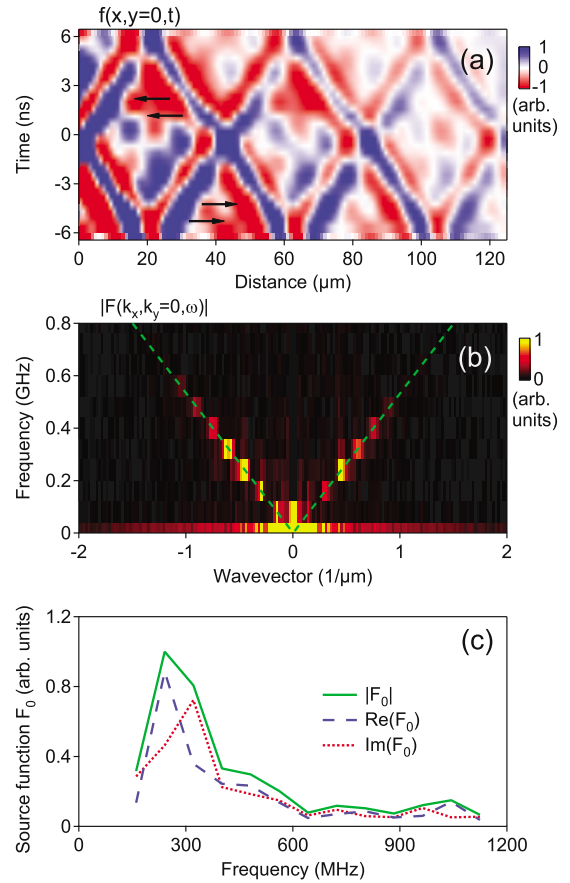 f(x,y=0,t)
(a)
Time (ns)
6
3
0
-3
-6
0 20 40 60 80 100 120
Distance (µm)
1
0
-1
(arb. units)
|F(kx,ky=0,ω)|
(b)
Frequency (GHz)
0.8
0.6
0.4
0.2
0
-2 -1 0 1 2
Wavevector (1/µm)
1
0
(arb. units)
(c)
Source function F0 (arb. units)
1.2
0.8
0.4
0
|F0|
Re(F0)
Im(F0)
0 300 600 900 1200
Frequency (MHz)